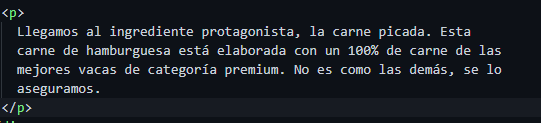 <p>
Llegamos al ingrediente protagonista, la carne picada. Esta
carne de hamburguesa está elaborada con un 100% de carne de las
mejores vacas de categoría premium. No es como las demás, se lo
aseguramos.
</p>